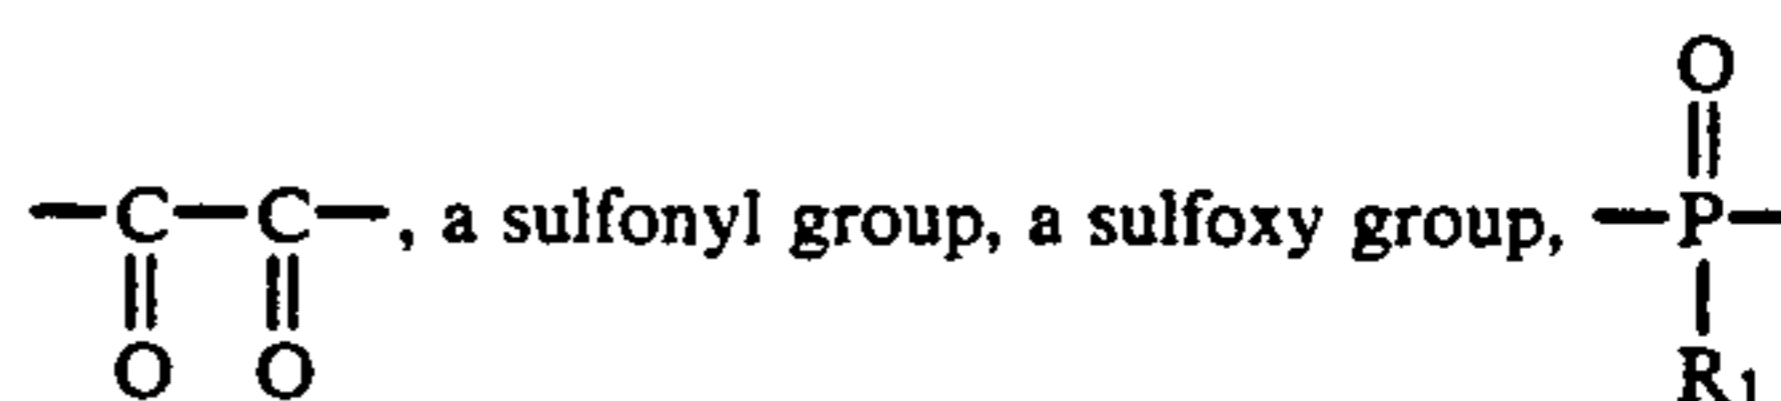 O
—C—C—, a sulfonyl group, a sulfoxy group, —P—
O O R1